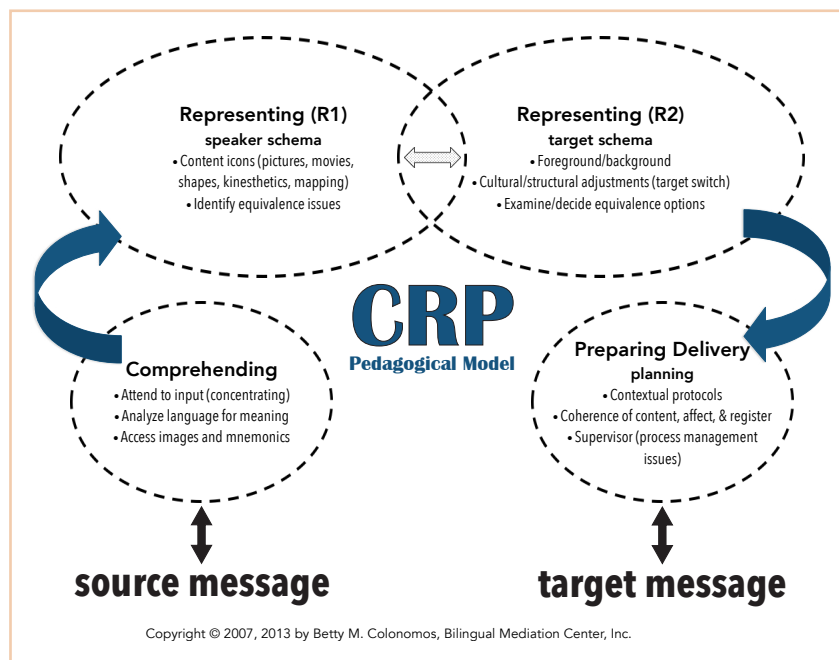 Representing (R1)
speaker schema
• Content icons (pictures, movies,
shapes, kinesthetics, mapping)
• Identify equivalence issues
Representing (R2)
target schema
• Foreground/background
• Cultural/structural adjustments (target switch)
• Examine/decide equivalence options
CRP
Pedagogical Model
Comprehending
• Attend to input (concentrating)
• Analyze language for meaning
• Access images and mnemonics
Preparing Delivery
planning
• Contextual protocols
• Coherence of content, affect, & register
• Supervisor (process management
issues)
source message
target message
Copyright © 2007, 2013 by Betty M. Colonomos, Bilingual Mediation Center, Inc.